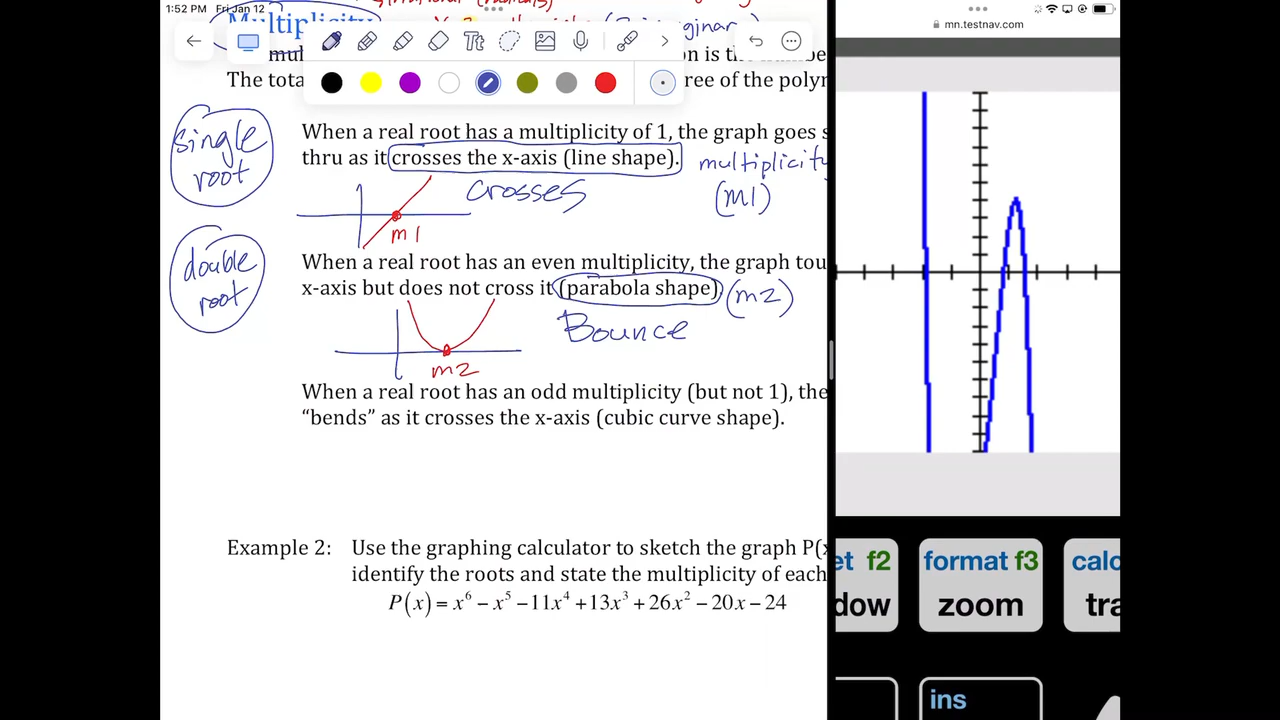 1:52 PM Fri Jan 12
mn.testnav.com
Multiplicity
Tt
The tota
ree of the polyn
single
root
When a real root has a multiplicity of 1, the graph goes s
thru as it crosses the x-axis (line shape).
multiplicity
(m1)
crosses
m1
double
root
When a real root has an even multiplicity, the graph tou
x-axis but does not cross it (parabola shape)
(m2)
Bounce
m2
When a real root has an odd multiplicity (but not 1), the
“bends” as it crosses the x-axis (cubic curve shape).
Example 2: Use the graphing calculator to sketch the graph P(x
identify the roots and state the multiplicity of each
P(x) = x⁶ − x⁵ − 11x⁴ + 13x³ + 26x² − 20x − 24
et f2
format f3
calc
dow
zoom
tra
ins